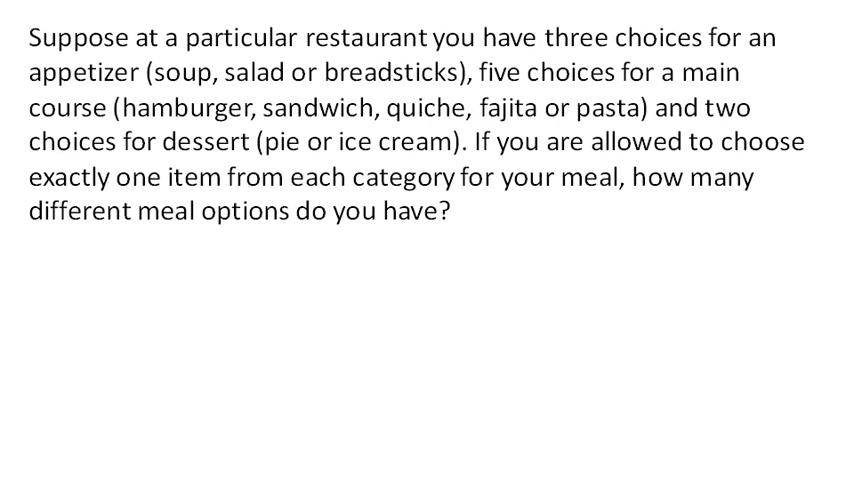 Suppose at a particular restaurant you have three choices for an
appetizer (soup, salad or breadsticks), five choices for a main
course (hamburger, sandwich, quiche, fajita or pasta) and two
choices for dessert (pie or ice cream). If you are allowed to choose
exactly one item from each category for your meal, how many
different meal options do you have?